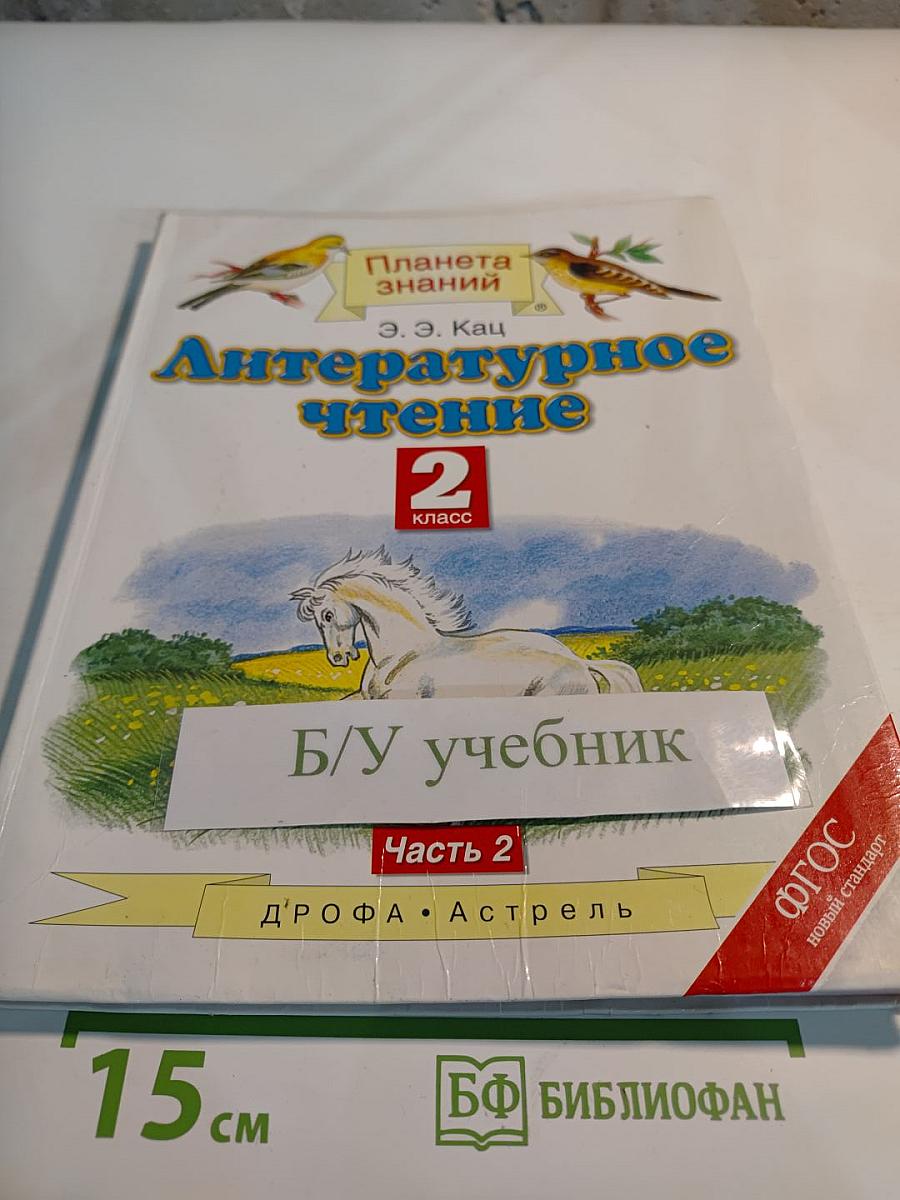 Планета
знаний
®
Э. Э. Кац
Литературное
чтение
2
класс
Б/У учебник
Часть 2
ДРОФА • Астрель
ФГОС
новый стандарт
15 см
БФ БИБЛИОФАН